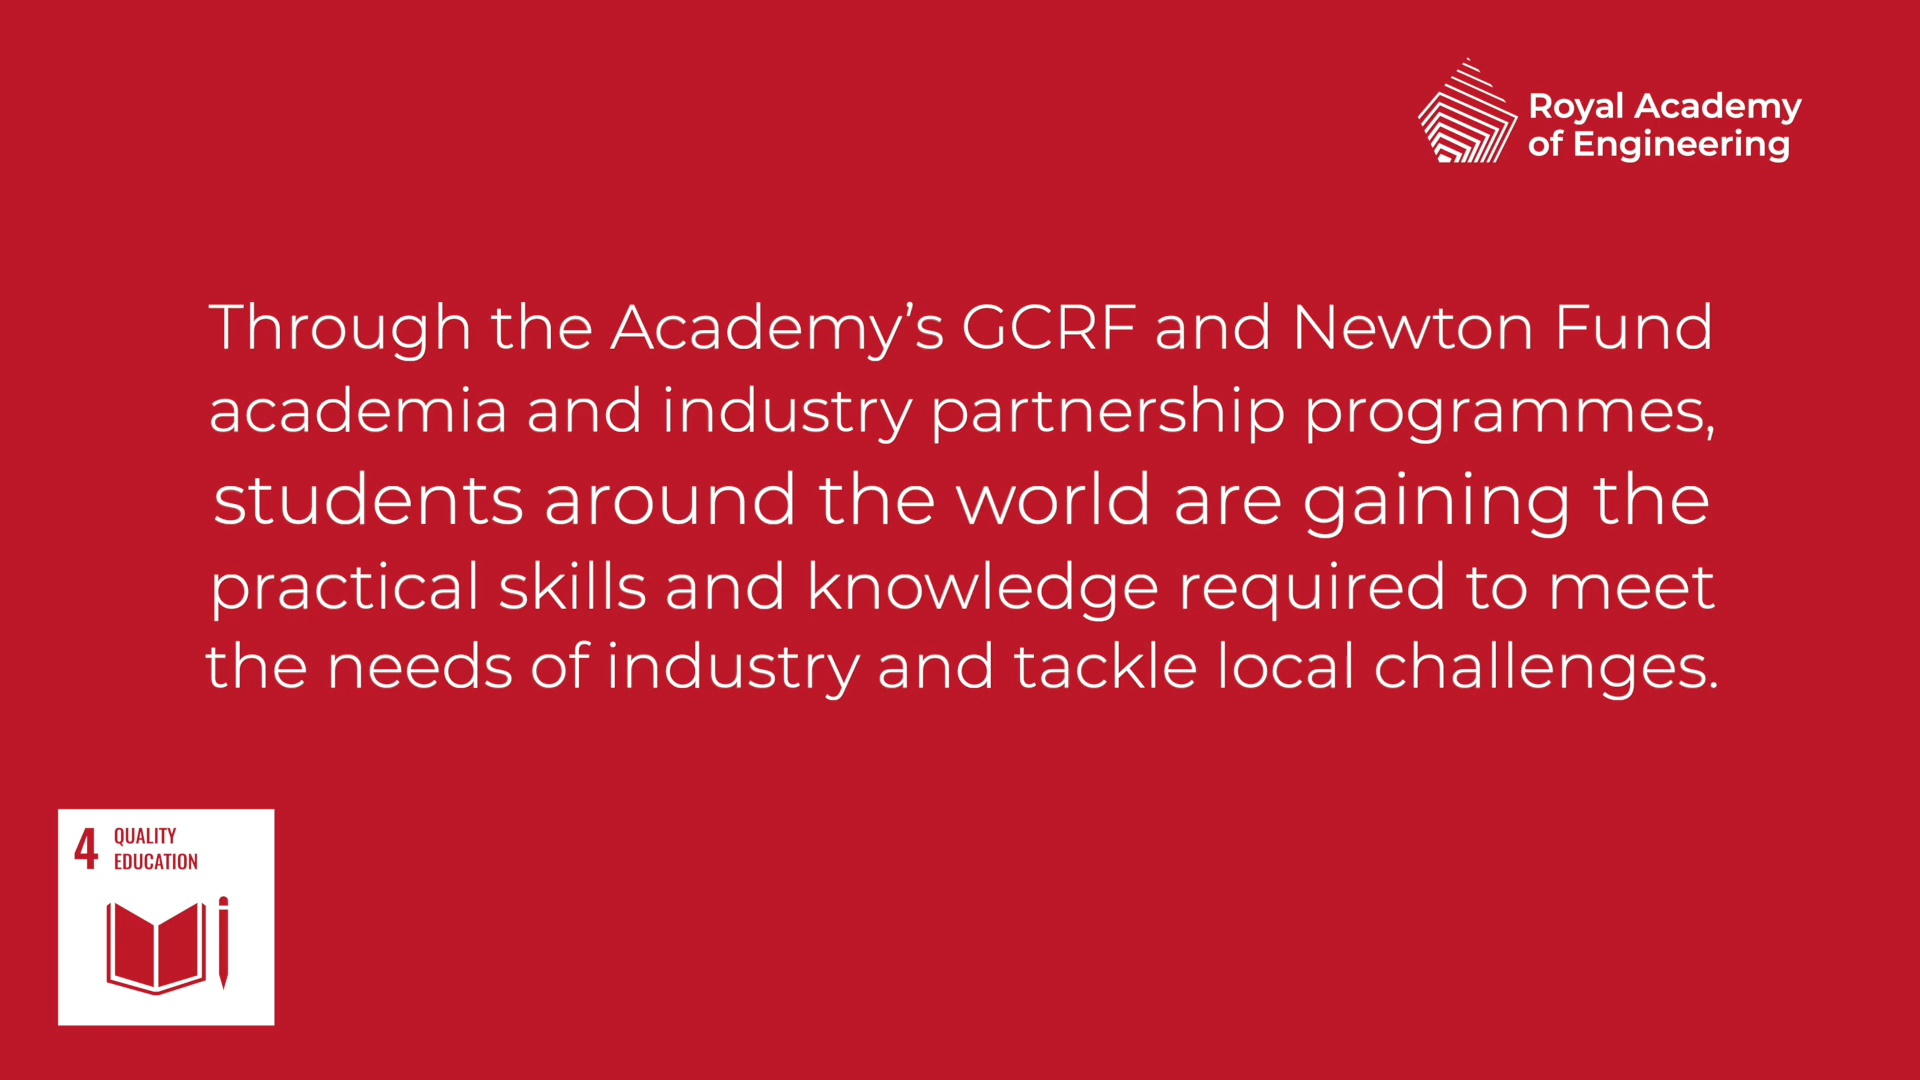 Royal Academy
of Engineering
Through the Academy’s GCRF and Newton Fund
academia and industry partnership programmes,
students around the world are gaining the
practical skills and knowledge required to meet
the needs of industry and tackle local challenges.
4 QUALITY
EDUCATION